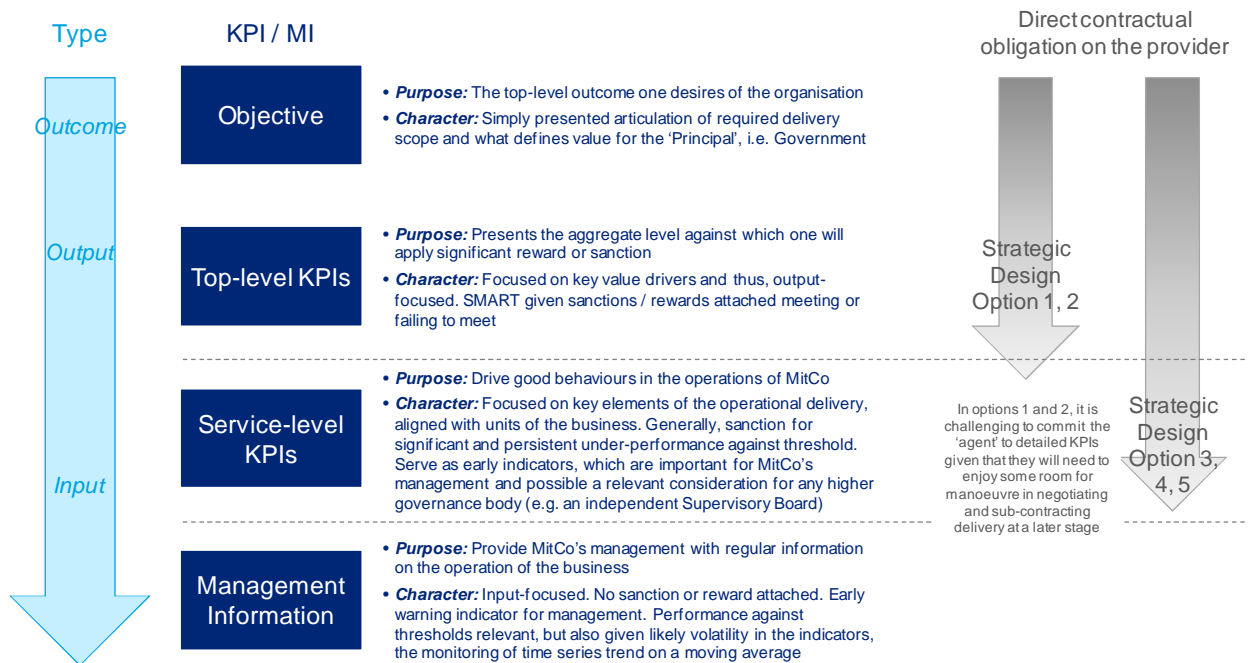 Type
KPI / MI
Direct contractual
obligation on the provider
Outcome
Objective
• Purpose: The top-level outcome one desires of the organisation
• Character: Simply presented articulation of required delivery
scope and what defines value for the ‘Principal’, i.e. Government
Output
Top-level KPIs
• Purpose: Presents the aggregate level against which one will
apply significant reward or sanction
• Character: Focused on key value drivers and thus, output-
focused. SMART given sanctions / rewards attached meeting or
failing to meet
Strategic
Design
Option 1, 2
Input
Service-level
KPIs
• Purpose: Drive good behaviours in the operations of MitCo
• Character: Focused on key elements of the operational delivery,
aligned with units of the business. Generally, sanction for
significant and persistent under-performance against threshold.
Serve as early indicators, which are important for MitCo’s
management and possible a relevant consideration for any higher
governance body (e.g. an independent Supervisory Board)
In options 1 and 2, it is
challenging to commit the
‘agent’ to detailed KPIs
given that they will need to
enjoy some room for
manoeuvre in negotiating
and sub-contracting
delivery at a later stage
Strategic
Design
Option 3,
4, 5
Management
Information
• Purpose: Provide MitCo’s management with regular information
on the operation of the business
• Character: Input-focused. No sanction or reward attached. Early
warning indicator for management. Performance against
thresholds relevant, but also given likely volatility in the indicators,
the monitoring of time series trend on a moving average